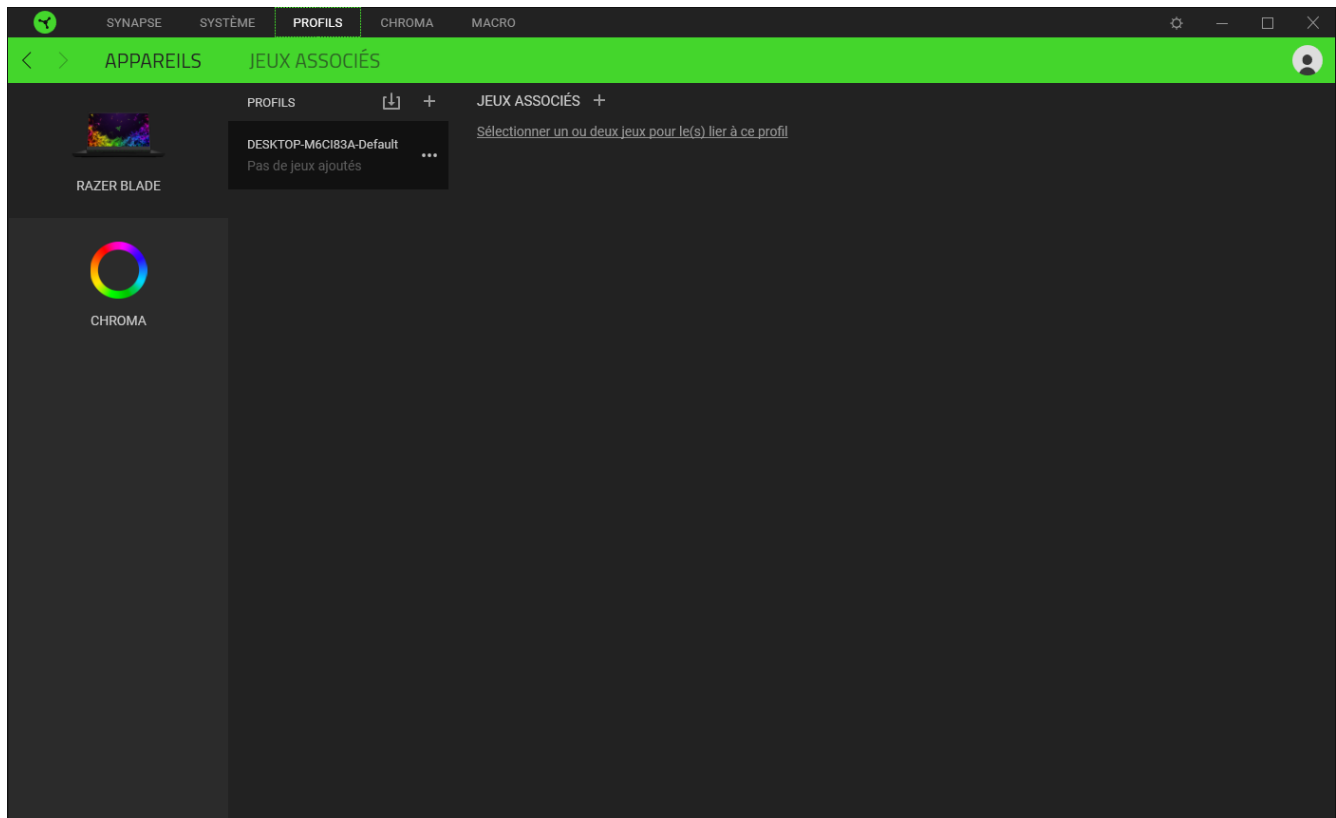 SYNAPSE SYSTÈME PROFILS CHROMA MACRO
APPAREILS JEUX ASSOCIÉS
RAZER BLADE
CHROMA
PROFILS
DESKTOP-M6CI83A-Default
Pas de jeux ajoutés
JEUX ASSOCIÉS
Sélectionner un ou deux jeux pour le(s) lier à ce profil